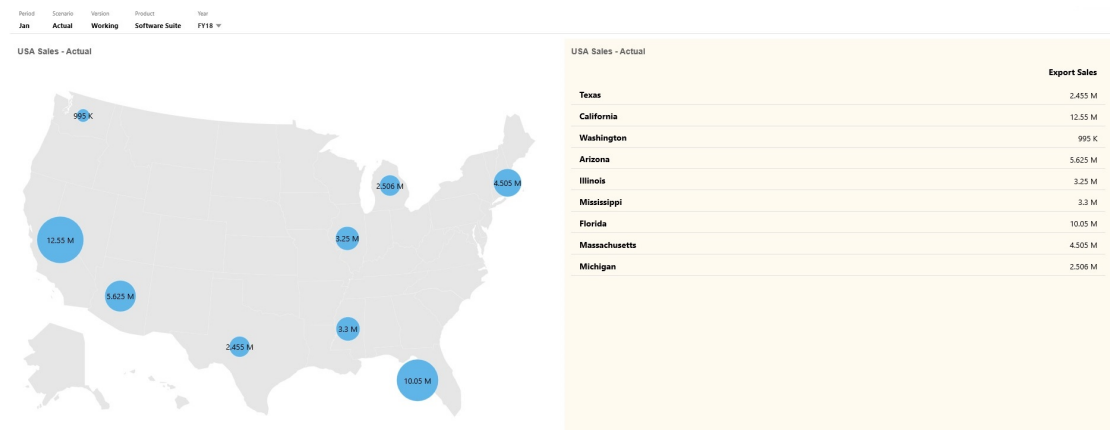 Period Scenario Version Product Year
Jan Actual Working Software Suite FY18
USA Sales - Actual
995 K
2.506 M
4.505 M
12.55 M
3.25 M
5.625 M
3.3 M
2.455 M
10.05 M
USA Sales - Actual
Export Sales
Texas 2.455 M
California 12.55 M
Washington 995 K
Arizona 5.625 M
Illinois 3.25 M
Mississippi 3.3 M
Florida 10.05 M
Massachusetts 4.505 M
Michigan 2.506 M